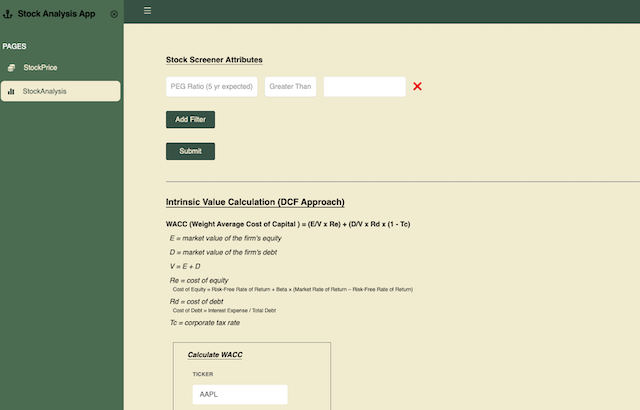 Stock Analysis App
PAGES
StockPrice
StockAnalysis
Stock Screener Attributes
PEG Ratio (5 yr expected) Greater Than
Add Filter
Submit
Intrinsic Value Calculation (DCF Approach)
WACC (Weight Average Cost of Capital ) = (E/V x Re) + (D/V x Rd x (1 - Tc)
E = market value of the firm's equity
D = market value of the firm's debt
V = E + D
Re = cost of equity
Cost of Equity = Risk-Free Rate of Return + Beta × (Market Rate of Return − Risk-Free Rate of Return)
Rd = cost of debt
Cost of Debt = Interest Expense / Total Debt
Tc = corporate tax rate
Calculate WACC
TICKER
AAPL